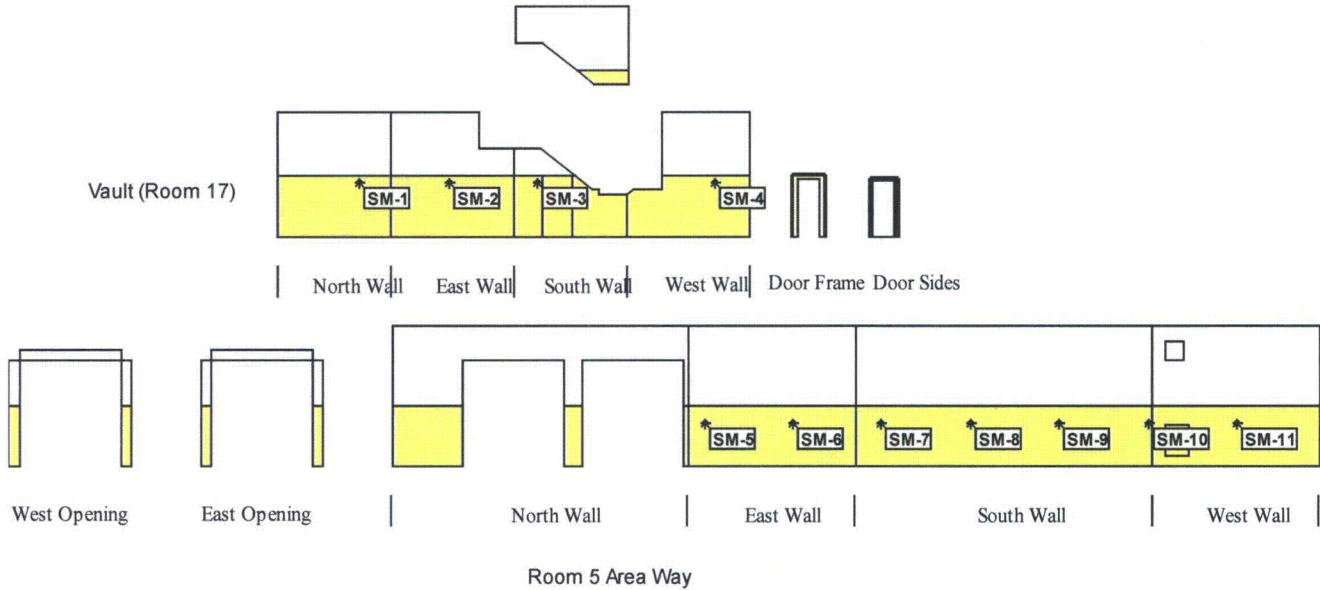 Vault (Room 17)
SM-1
SM-2
SM-3
SM-4
North Wall
East Wall
South Wall
West Wall
Door Frame
Door Sides
SM-5
SM-6
SM-7
SM-8
SM-9
SM-10
SM-11
West Opening
East Opening
North Wall
East Wall
South Wall
West Wall
Room 5 Area Way